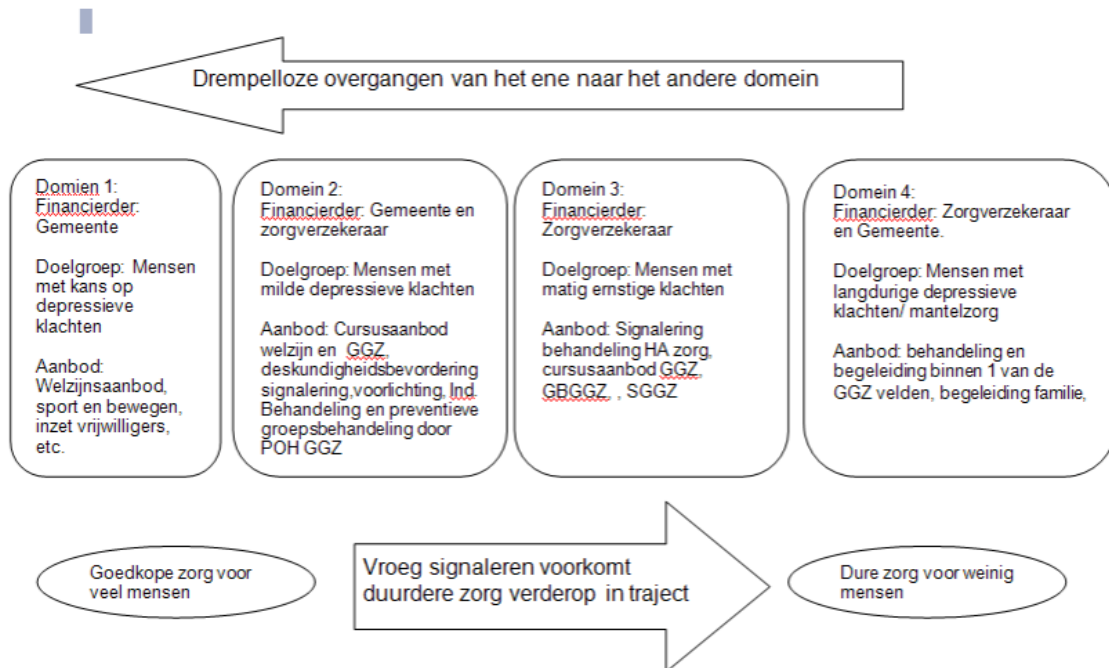 Drempelloze overgangen van het ene naar het andere domein
Domien 1:
Financierder:
Gemeente
Doelgroep: Mensen
met kans op
depressieve
klachten
Aanbod:
Welzijnsaanbod,
sport en bewegen,
inzet vrijwilligers,
etc.
Domein 2:
Financierder: Gemeente en
zorgverzekeraar
Doelgroep: Mensen met
milde depressieve klachten
Aanbod: Cursusaanbod
welzijn en GGZ,
deskundigheidsbevordering
signalering,voorlichting, Ind.
Behandeling en preventieve
groepsbehandeling door
POH GGZ
Domein 3:
Financierder:
Zorgverzekeraar
Doelgroep: Mensen met
matig ernstige klachten
Aanbod: Signalering
behandeling HA zorg,
cursusaanbod GGZ,
GBGGZ, , SGGZ
Domein 4:
Financierder: Zorgverzekeraar
en Gemeente.
Doelgroep: Mensen met
langdurige depressieve
klachten/ mantelzorg
Aanbod: behandeling en
begeleiding binnen 1 van de
GGZ velden, begeleiding familie,
Goedkope zorg voor
veel mensen
Vroeg signaleren voorkomt
duurdere zorg verderop in traject
Dure zorg voor weinig
mensen